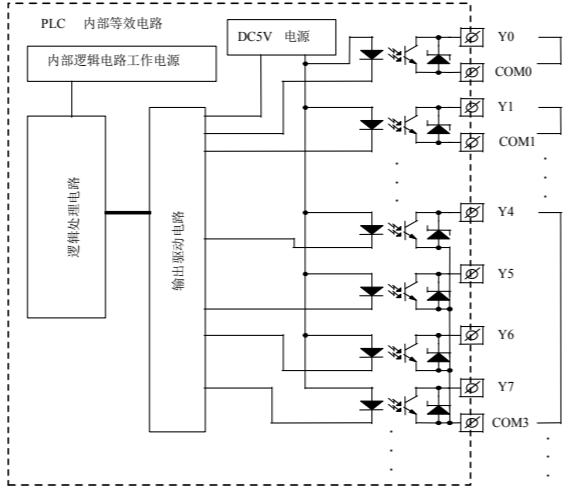 PLC 内部等效电路
DC5V 电源
内部逻辑电路工作电源
逻辑处理电路
输出驱动电路
Y0
COM0
Y1
COM1
Y4
Y5
Y6
Y7
COM3